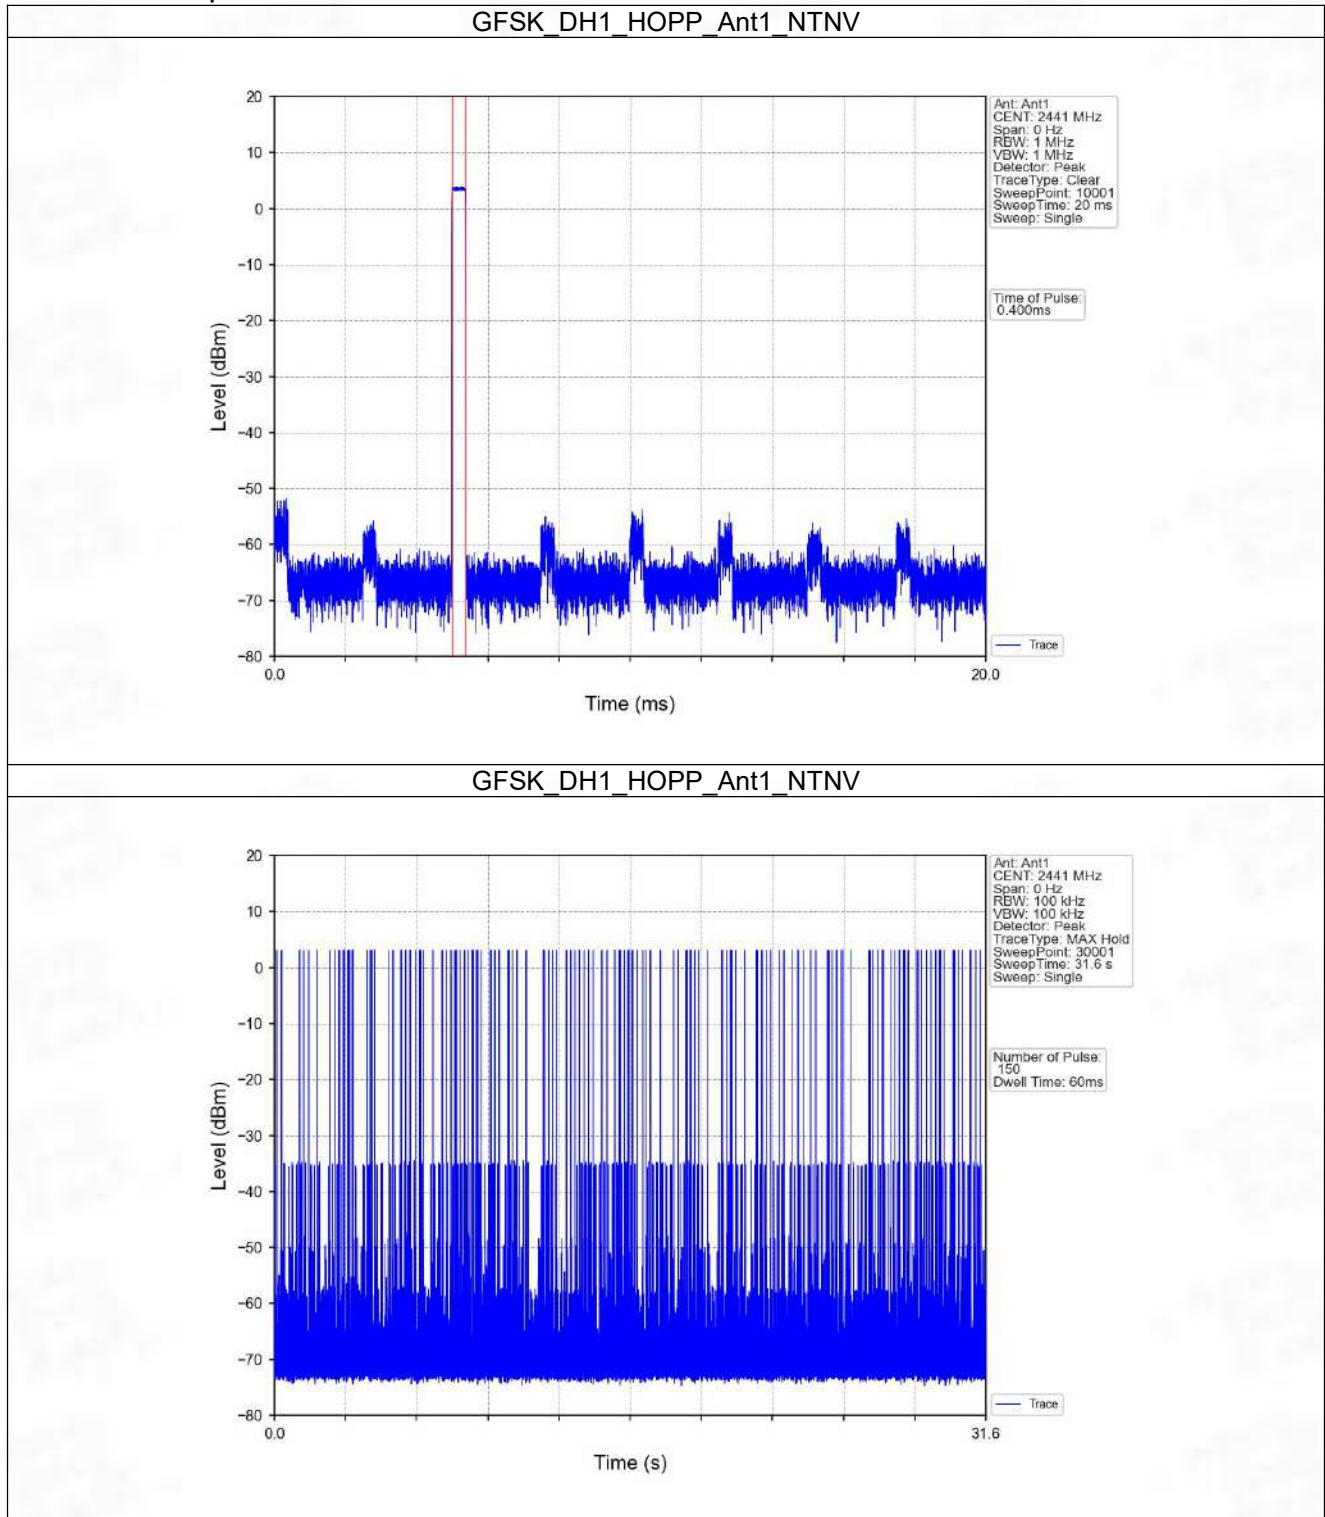 GFSK_DH1_HOPP_Ant1_NTNV
20
10
0
−10
−20
−30
−40
−50
−60
−70
−80
Level (dBm)
0.0
20.0
Time (ms)
Ant: Ant1
CENT: 2441 MHz
Span: 0 Hz
RBW: 1 MHz
VBW: 1 MHz
Detector: Peak
TraceType: Clear
SweepPoint: 10001
SweepTime: 20 ms
Sweep: Single
Time of Pulse:
0.400ms
Trace
GFSK_DH1_HOPP_Ant1_NTNV
20
10
0
−10
−20
−30
−40
−50
−60
−70
−80
Level (dBm)
0.0
31.6
Time (s)
Ant: Ant1
CENT: 2441 MHz
Span: 0 Hz
RBW: 100 kHz
VBW: 100 kHz
Detector: Peak
TraceType: MAX Hold
SweepPoint: 30001
SweepTime: 31.6 s
Sweep: Single
Number of Pulse:
150
Dwell Time: 60ms
Trace